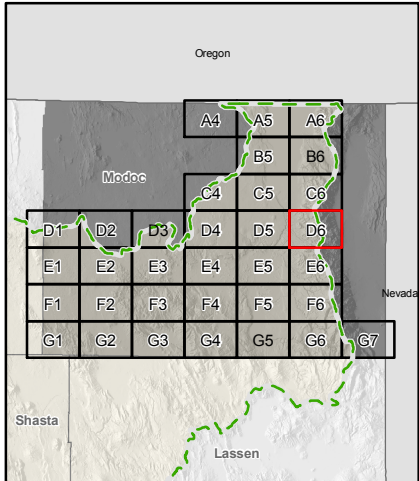 Oregon
A4 A5 A6
B5 B6
Modoc
C4 C5 C6
D1 D2 D3 D4 D5 D6
E1 E2 E3 E4 E5 E6
Nevada
F1 F2 F3 F4 F5 F6
G1 G2 G3 G4 G5 G6 G7
Shasta
Lassen